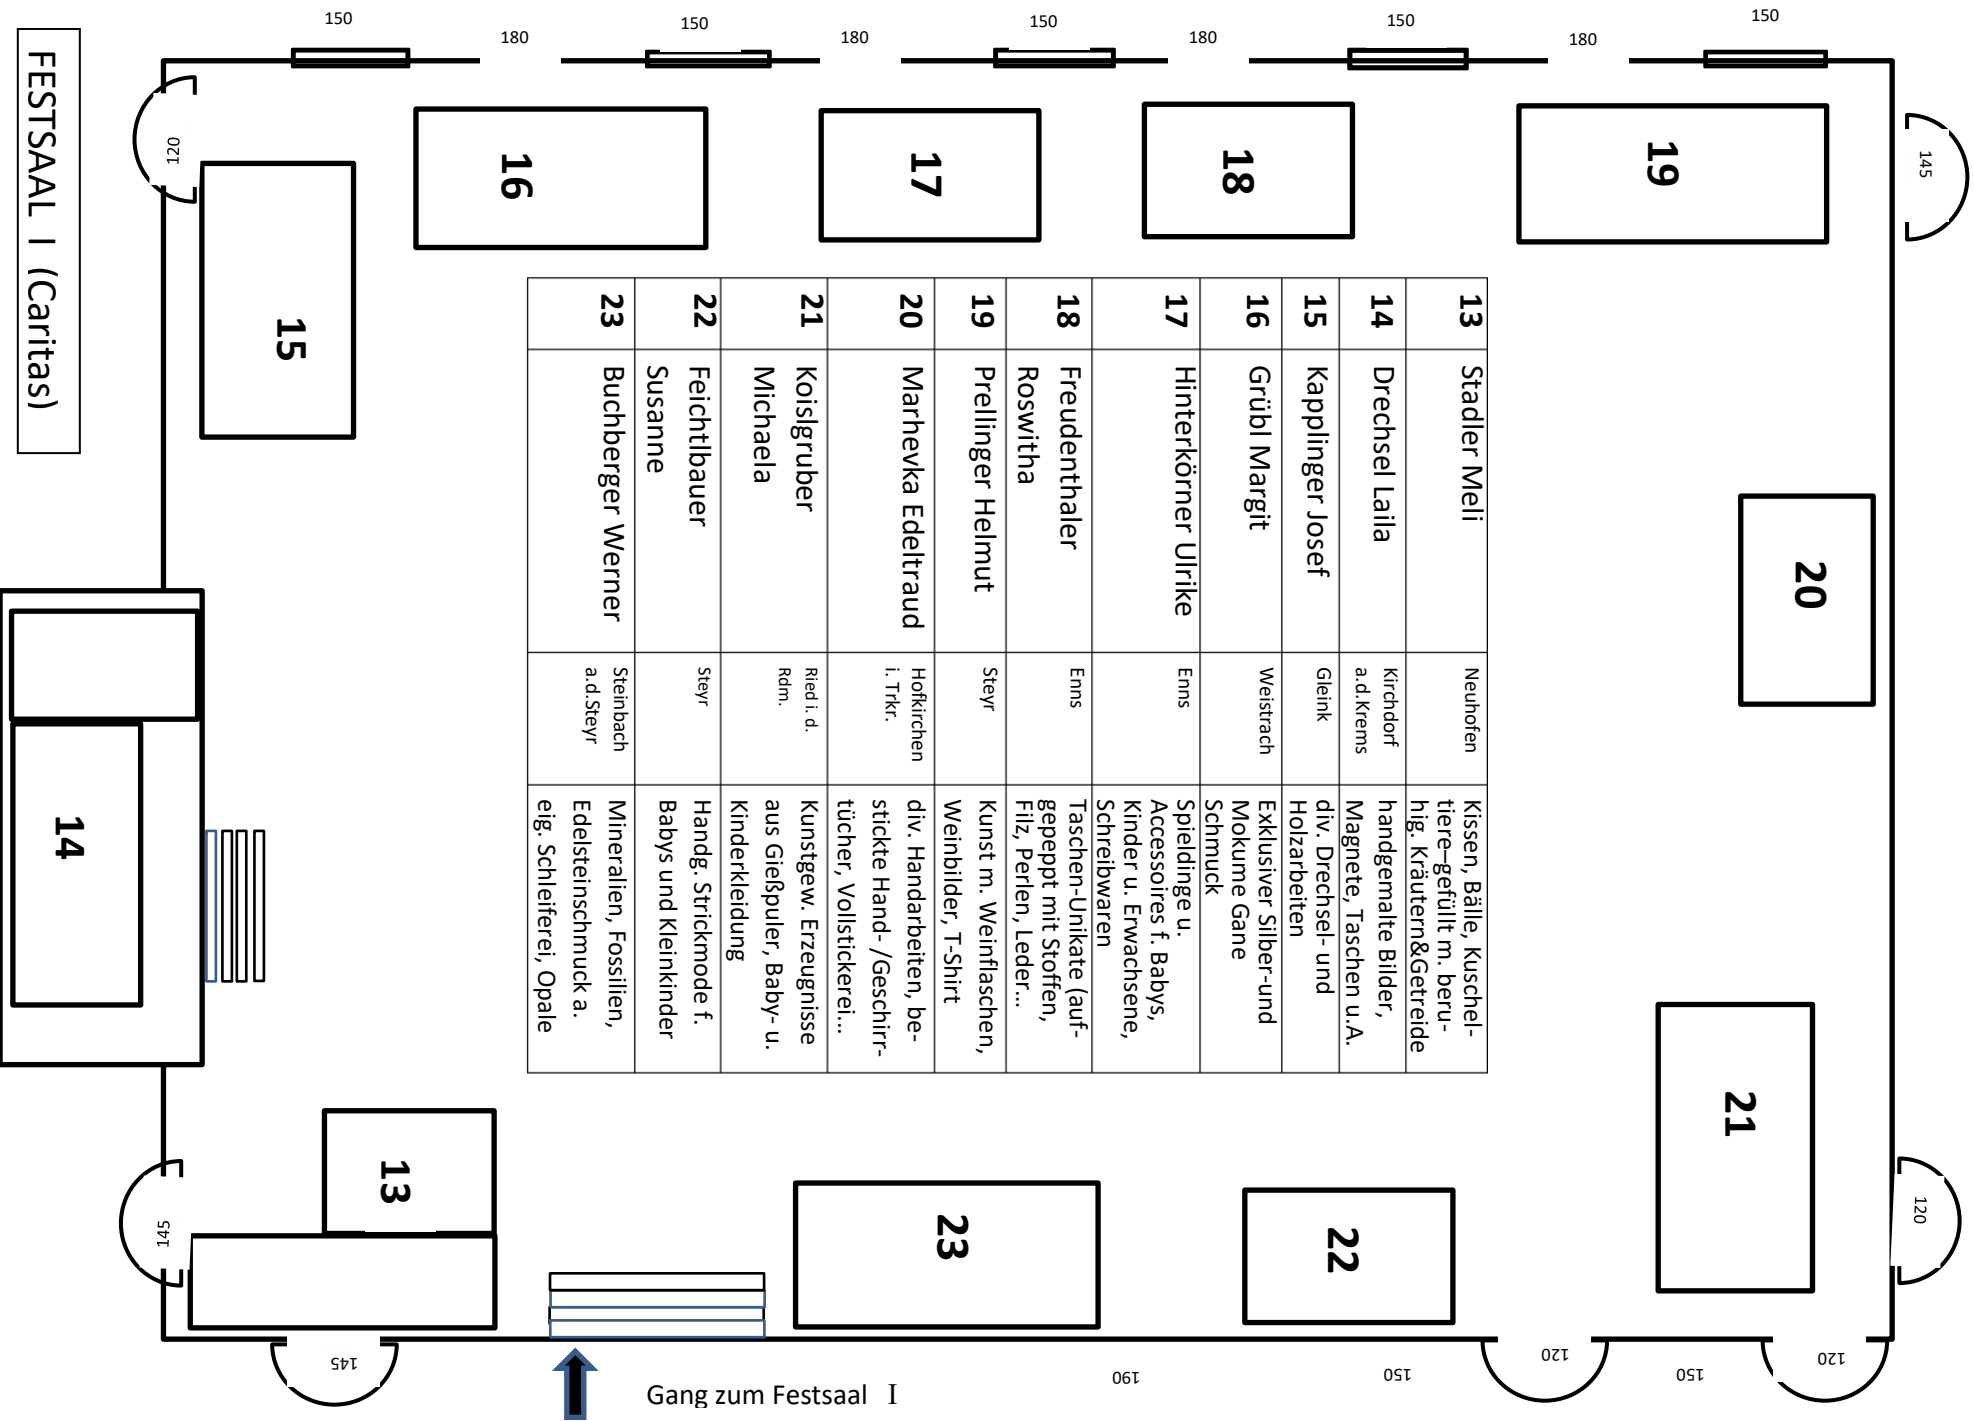 FESTSAAL I (Caritas)
150
180
150
180
150
180
150
180
150
120
145
16
17
18
19
15
20
14
21
13
23
22
13
Stadler Meli
Neuhofen
Kissen, Bälle, Kuschel-
tiere–gefüllt m. beru-
hig. Kräutern&Getreide
14
Drechsel Laila
Kirchdorf
a.d.Krems
handgemalte Bilder,
Magnete, Taschen u.A.
15
Kapplinger Josef
Gleink
div. Drechsel- und
Holzarbeiten
16
Grübl Margit
Weistrach
Exklusiver Silber-und
Mokume Gane
Schmuck
17
Hinterkörner Ulrike
Enns
Spieldinge u.
Accessoires f. Babys,
Kinder u. Erwachsene,
Schreibwaren
18
Freudenthaler
Roswitha
Enns
Taschen-Unikate (auf-
gepeppt mit Stoffen,
Filz, Perlen, Leder...
19
Prellinger Helmut
Steyr
Kunst m. Weinflaschen,
Weinbilder, T-Shirt
20
Marhevka Edeltraud
Hofkirchen
i. Trkr.
div. Handarbeiten, be-
stickte Hand- /Geschirr-
tücher, Vollstickerei...
21
Koislgruber
Michaela
Ried i. d.
Rdm.
Kunstgew. Erzeugnisse
aus Gießpuler, Baby- u.
Kinderkleidung
22
Feichtlbauer
Susanne
Steyr
Handg. Strickmode f.
Babys und Kleinkinder
23
Buchberger Werner
Steinbach
a.d.Steyr
Mineralien, Fossilien,
Edelsteinschmuck a.
eig. Schleiferei, Opale
145
120
145
190
150
120
150
120
Gang zum Festsaal I